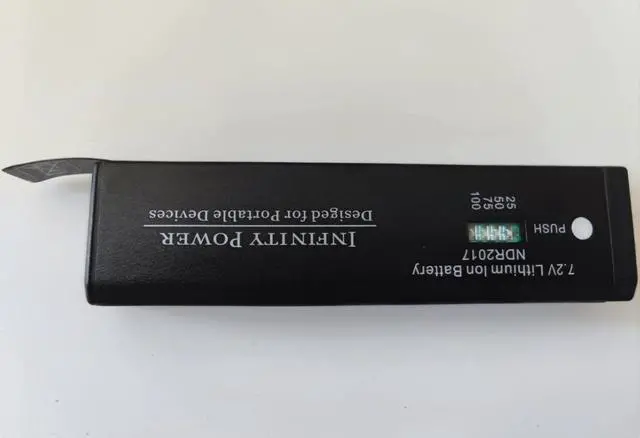 7.2V Lithium Ion Battery
NDR2017
PUSH
25
50
75
100
INFINITY POWER
Desiged for Portable Devices